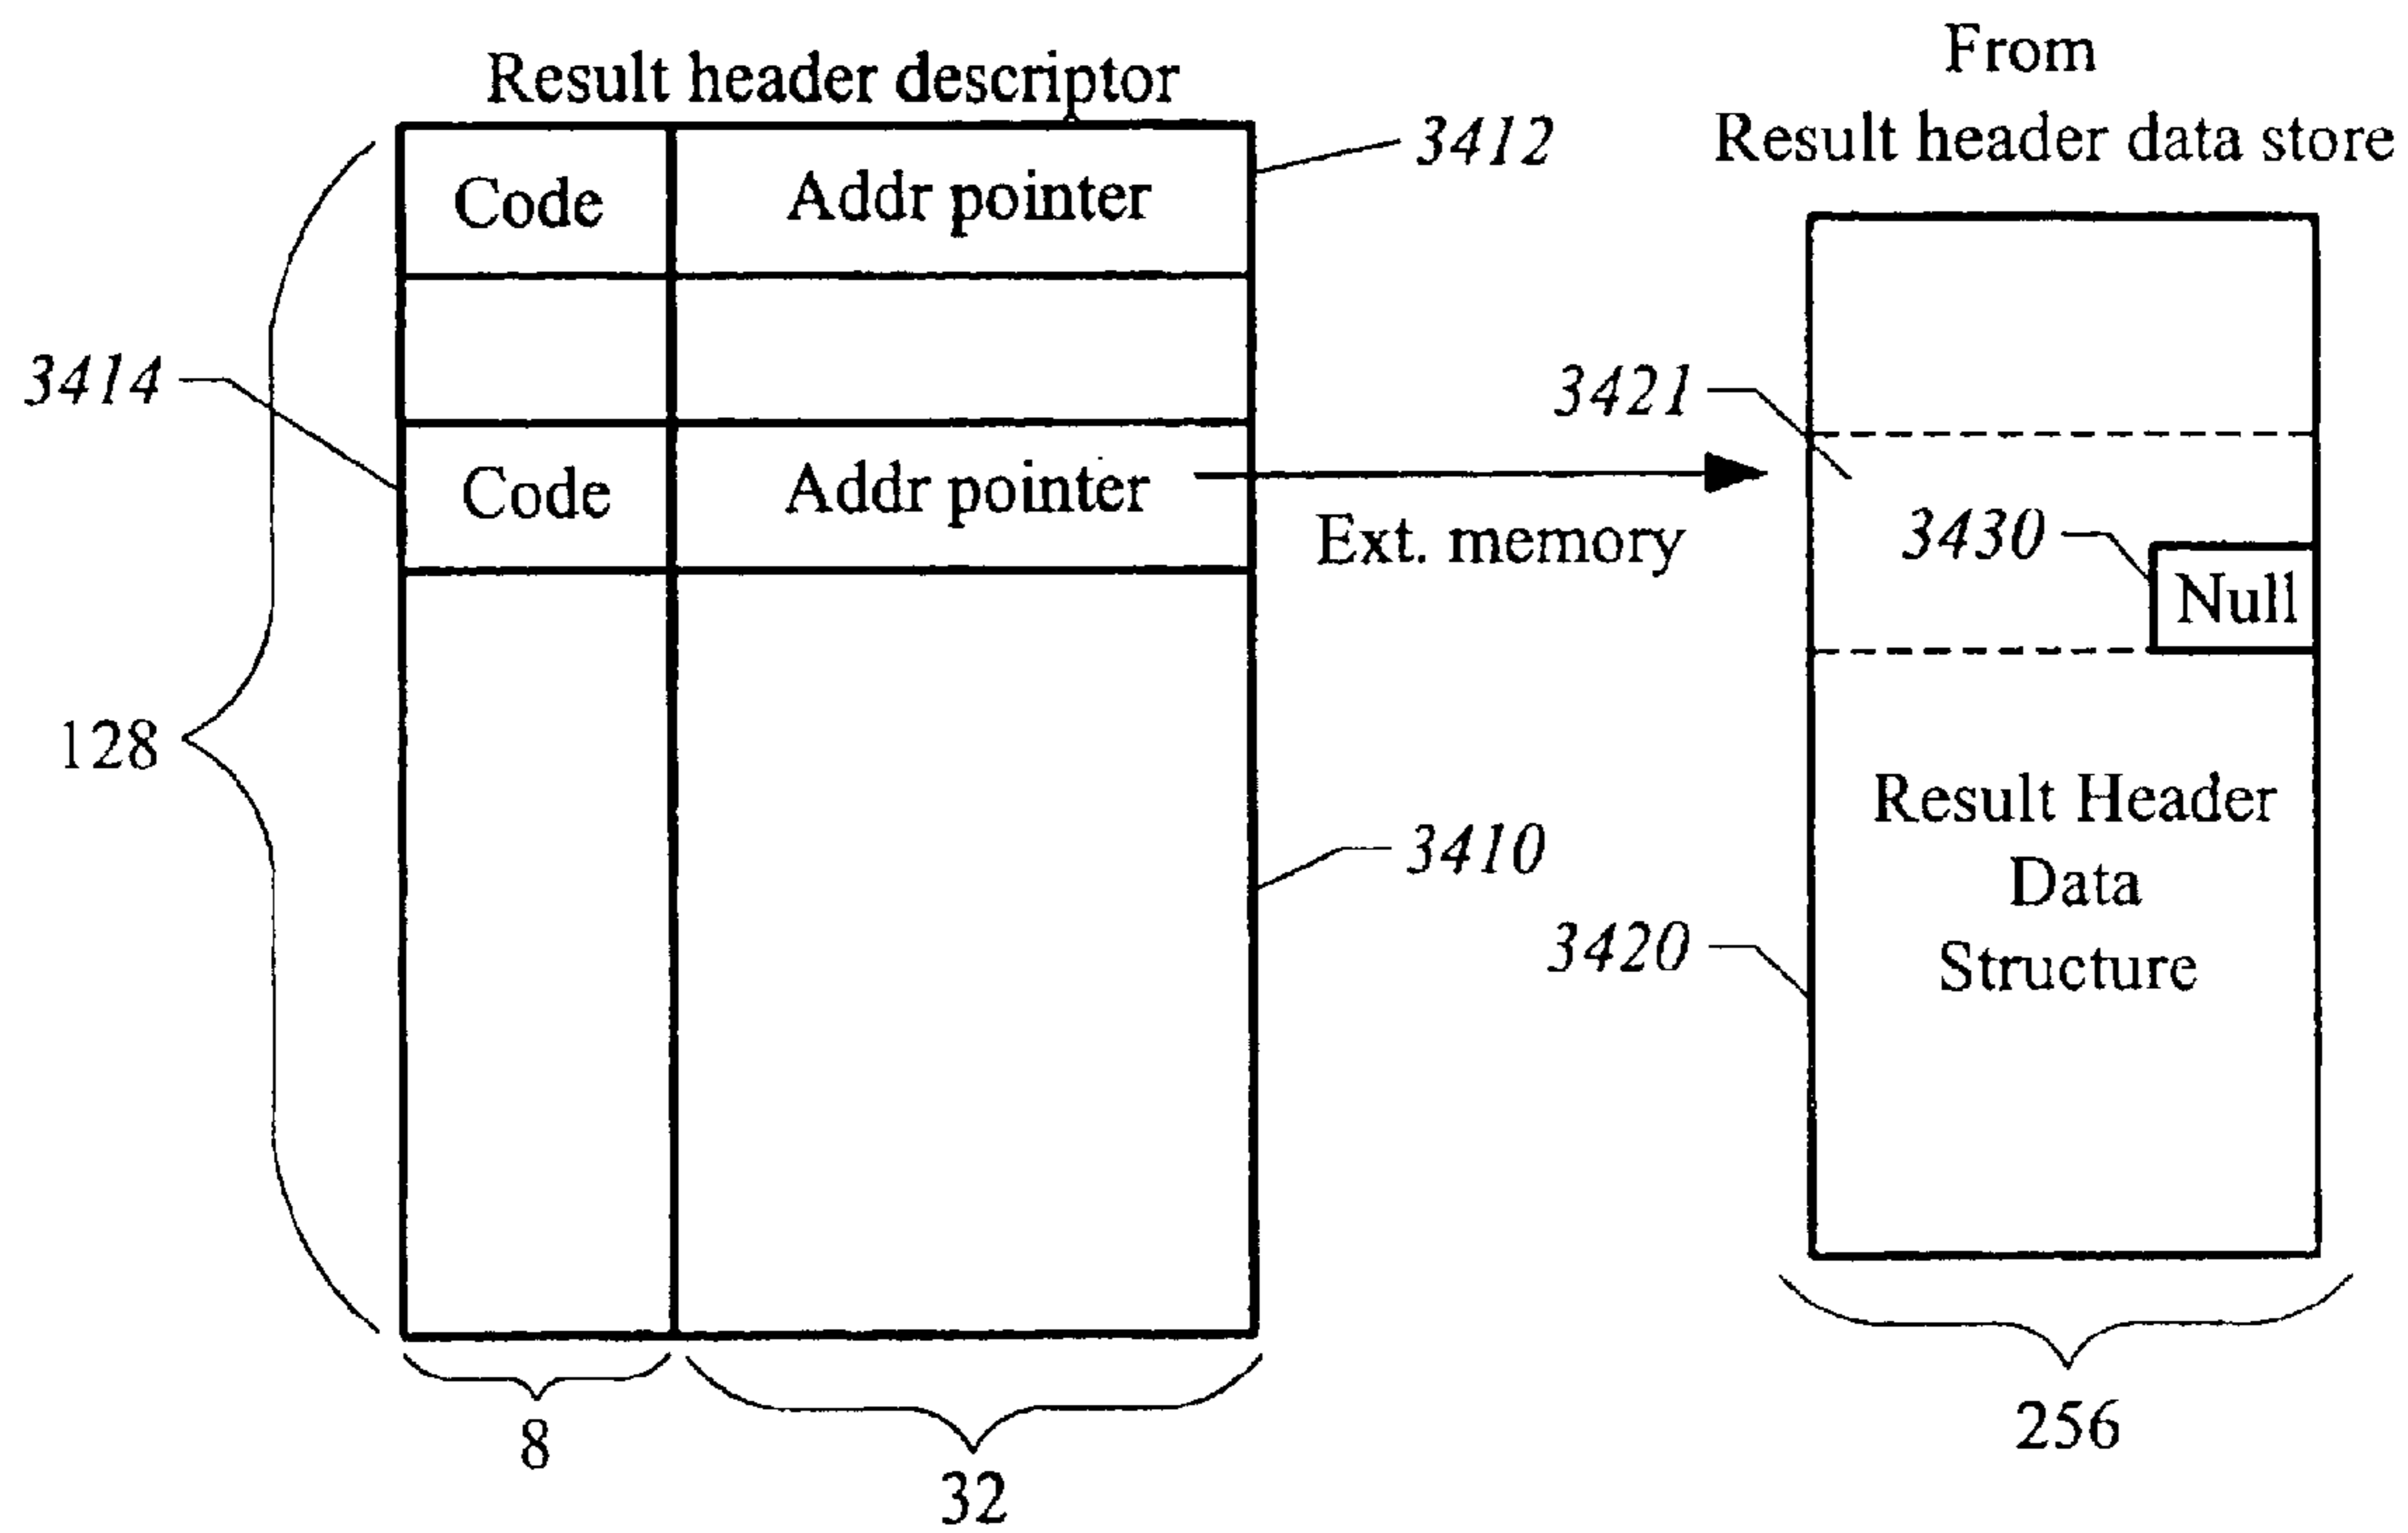 Result header descriptor
From
Result header data store
3412
Code
Addr pointer
3414
3421
Code
Addr pointer
Ext. memory
3430
Null
128
Result Header
Data
Structure
3410
3420
8
32
256